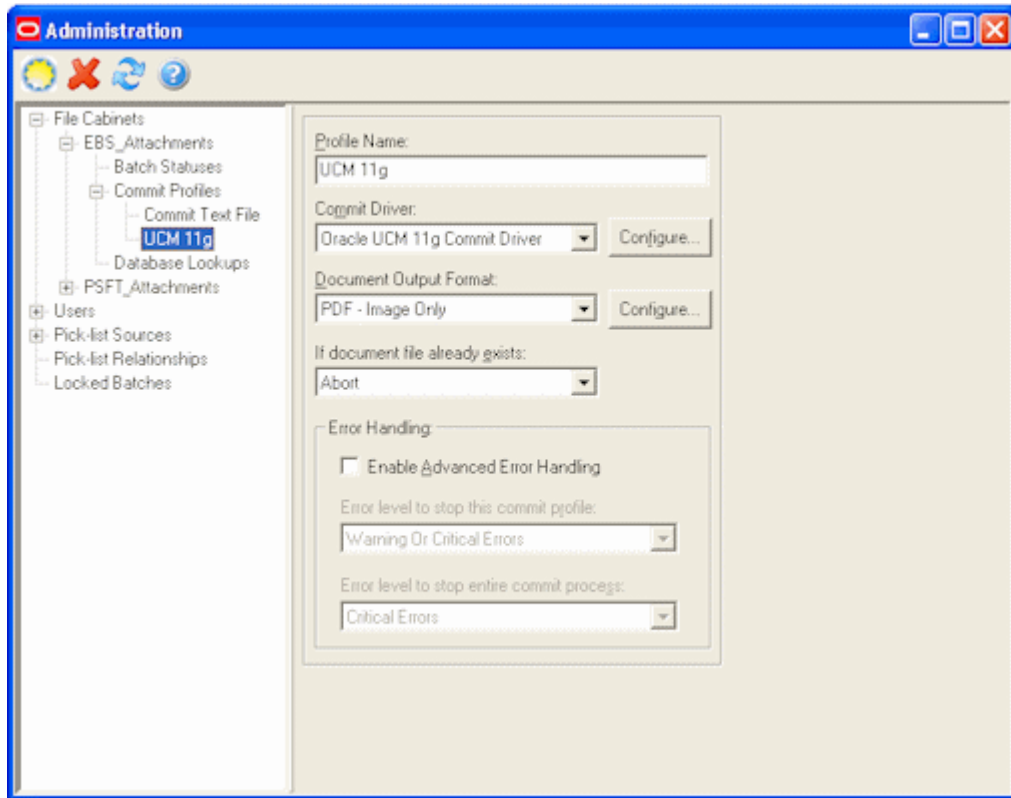 Administration
File Cabinets
EBS_Attachments
Batch Statuses
Commit Profiles
Commit Text File
UCM 11g
Database Lookups
PSFT_Attachments
Users
Pick-list Sources
Pick-list Relationships
Locked Batches
Profile Name:
UCM 11g
Commit Driver:
Oracle UCM 11g Commit Driver
Configure...
Document Output Format:
PDF - Image Only
Configure...
If document file already exists:
Abort
Error Handling:
Enable Advanced Error Handling
Error level to stop this commit profile:
Warning Or Critical Errors
Error level to stop entire commit process:
Critical Errors